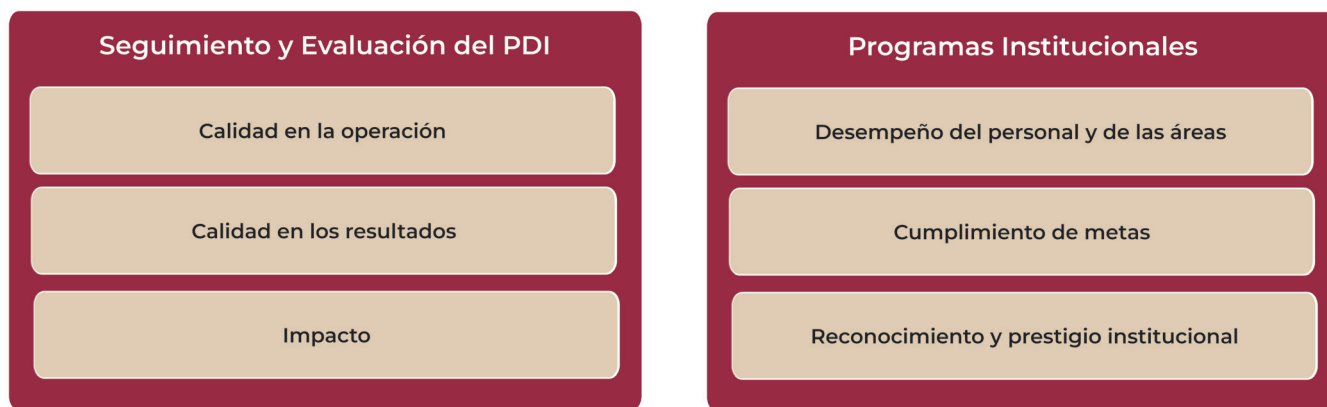 Seguimiento y Evaluación del PDI
Calidad en la operación
Calidad en los resultados
Impacto
Programas Institucionales
Desempeño del personal y de las áreas
Cumplimiento de metas
Reconocimiento y prestigio institucional